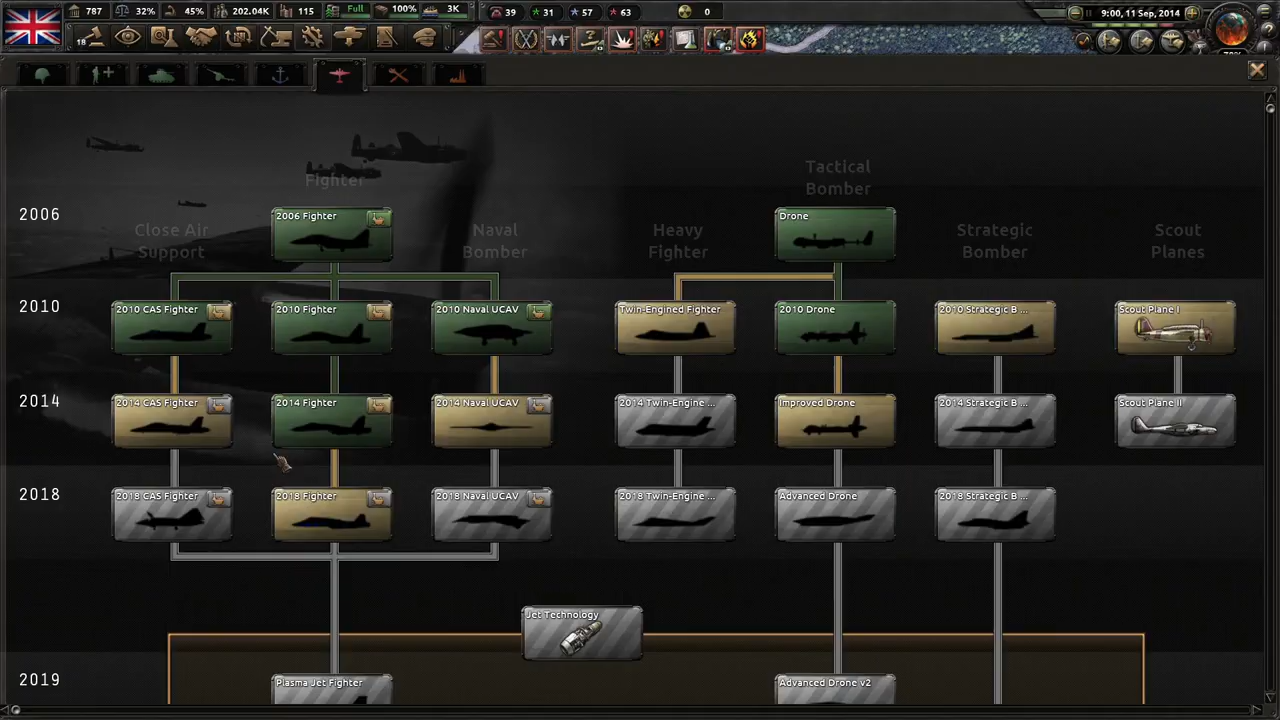 787 32% 45% 202.04K 115 Full 100% 3K 39 31 57 63 0 9:00, 11 Sep, 2014
18
Fighter
Tactical
Bomber
2006
2006 Fighter
Drone
Close Air
Support
Naval
Bomber
Heavy
Fighter
Strategic
Bomber
Scout
Planes
2010
2010 CAS Fighter
2010 Fighter
2010 Naval UCAV
Twin-Engined Fighter
2010 Drone
2010 Strategic B ...
Scout Plane I
2014
2014 CAS Fighter
2014 Fighter
2014 Naval UCAV
2014 Twin-Engine ...
Improved Drone
2014 Strategic B ...
Scout Plane II
2018
2018 CAS Fighter
2018 Fighter
2018 Naval UCAV
2018 Twin-Engine ...
Advanced Drone
2018 Strategic B ...
Jet Technology
2019
Plasma Jet Fighter
Advanced Drone v2